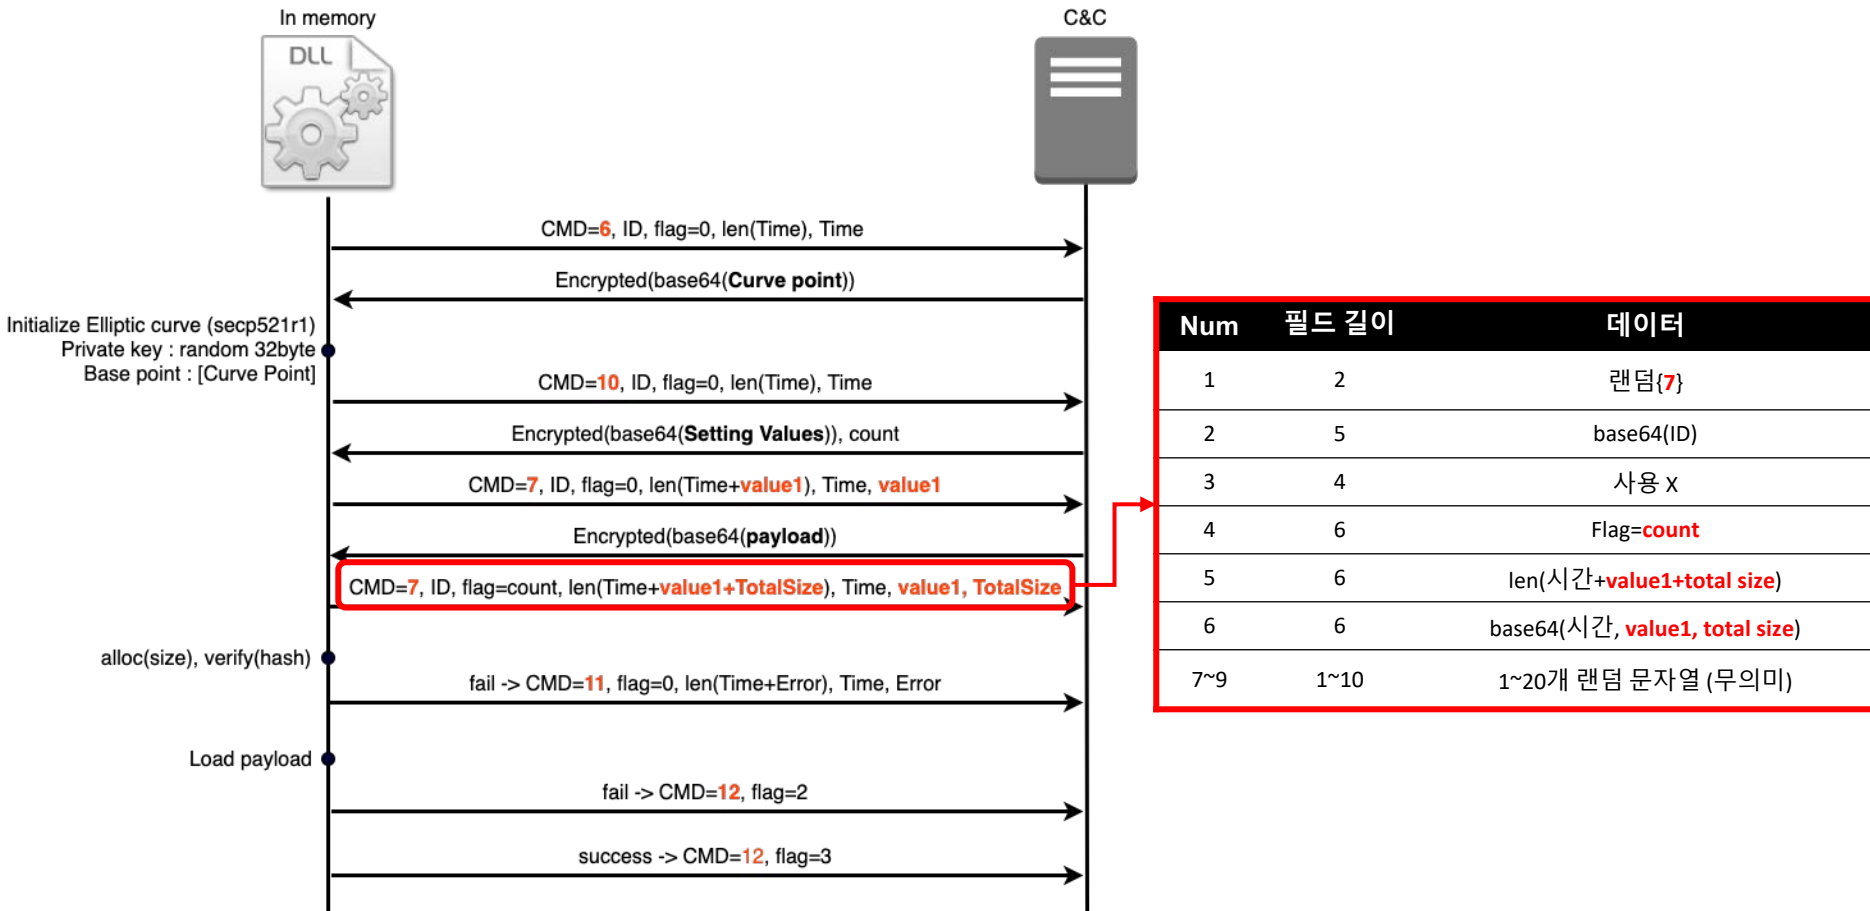 In memory
C&C
DLL
CMD=6, ID, flag=0, len(Time), Time
Encrypted(base64(Curve point))
Initialize Elliptic curve (secp521r1)
Private key : random 32byte
Base point : [Curve Point]
CMD=10, ID, flag=0, len(Time), Time
Encrypted(base64(Setting Values)), count
CMD=7, ID, flag=0, len(Time+value1), Time, value1
Encrypted(base64(payload))
CMD=7, ID, flag=count, len(Time+value1+TotalSize), Time, value1, TotalSize
alloc(size), verify(hash)
fail -> CMD=11, flag=0, len(Time+Error), Time, Error
Load payload
fail -> CMD=12, flag=2
success -> CMD=12, flag=3
Num 필드 길이 데이터
1 2 랜덤{7}
2 5 base64(ID)
3 4 사용 X
4 6 Flag=count
5 6 len(시간+value1+total size)
6 6 base64(시간, value1, total size)
7~9 1~10 1~20개 랜덤 문자열 (무의미)